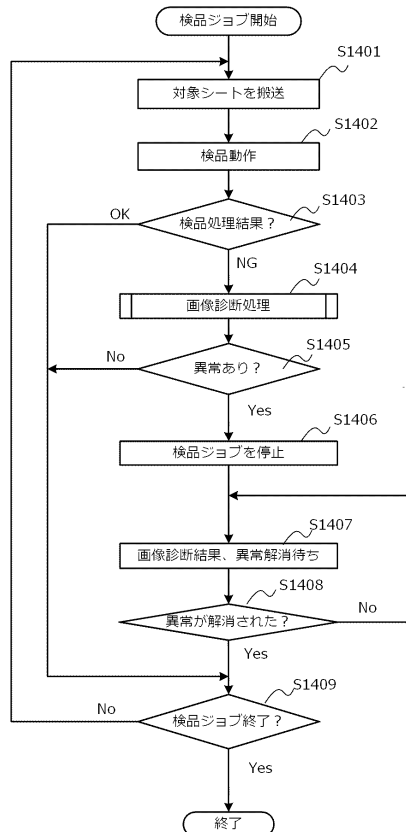 検品ジョブ開始
S1401
対象シートを搬送
S1402
検品動作
S1403
検品処理結果？
OK
NG
S1404
画像診断処理
S1405
異常あり？
No
Yes
S1406
検品ジョブを停止
S1407
画像診断結果、異常解消待ち
S1408
異常が解消された？
No
Yes
S1409
検品ジョブ終了？
No
Yes
終了